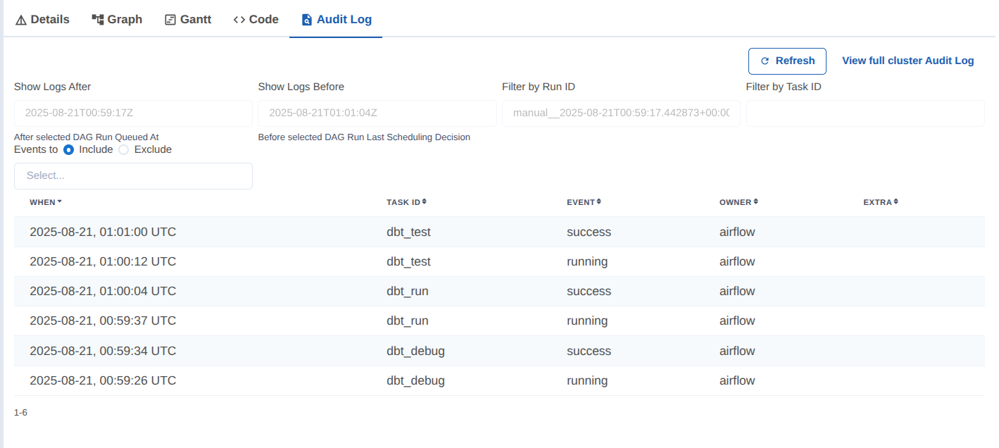 Details Graph Gantt Code Audit Log
Refresh View full cluster Audit Log
Show Logs After Show Logs Before Filter by Run ID Filter by Task ID
2025-08-21T00:59:17Z 2025-08-21T01:01:04Z manual__2025-08-21T00:59:17.442873+00:00
After selected DAG Run Queued At Before selected DAG Run Last Scheduling Decision
Events to Include Exclude
Select...
WHEN TASK ID EVENT OWNER EXTRA
2025-08-21, 01:01:00 UTC dbt_test success airflow
2025-08-21, 01:00:12 UTC dbt_test running airflow
2025-08-21, 01:00:04 UTC dbt_run success airflow
2025-08-21, 00:59:37 UTC dbt_run running airflow
2025-08-21, 00:59:34 UTC dbt_debug success airflow
2025-08-21, 00:59:26 UTC dbt_debug running airflow
1-6